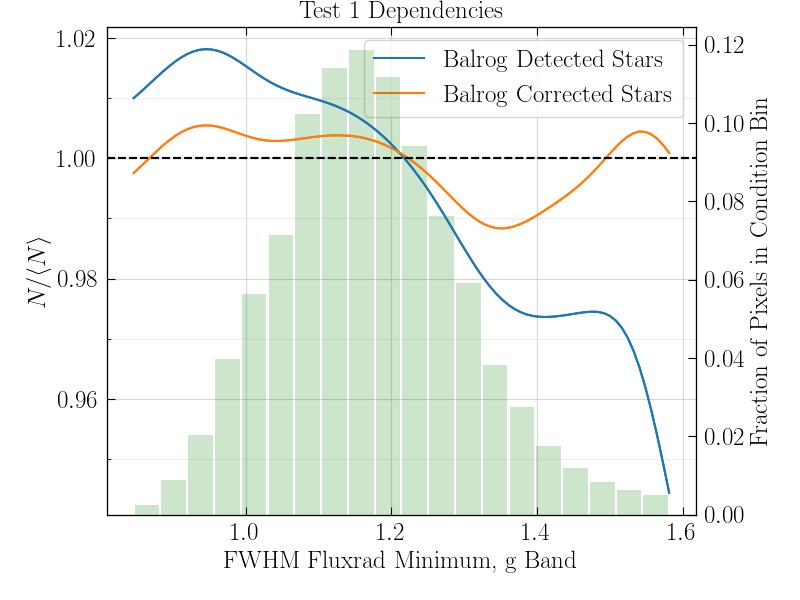 Test 1 Dependencies
Balrog Detected Stars
Balrog Corrected Stars
1.02
1.00
0.98
0.96
N/⟨N⟩
0.12
0.10
0.08
0.06
0.04
0.02
0.00
Fraction of Pixels in Condition Bin
1.0 1.2 1.4 1.6
FWHM Fluxrad Minimum, g Band